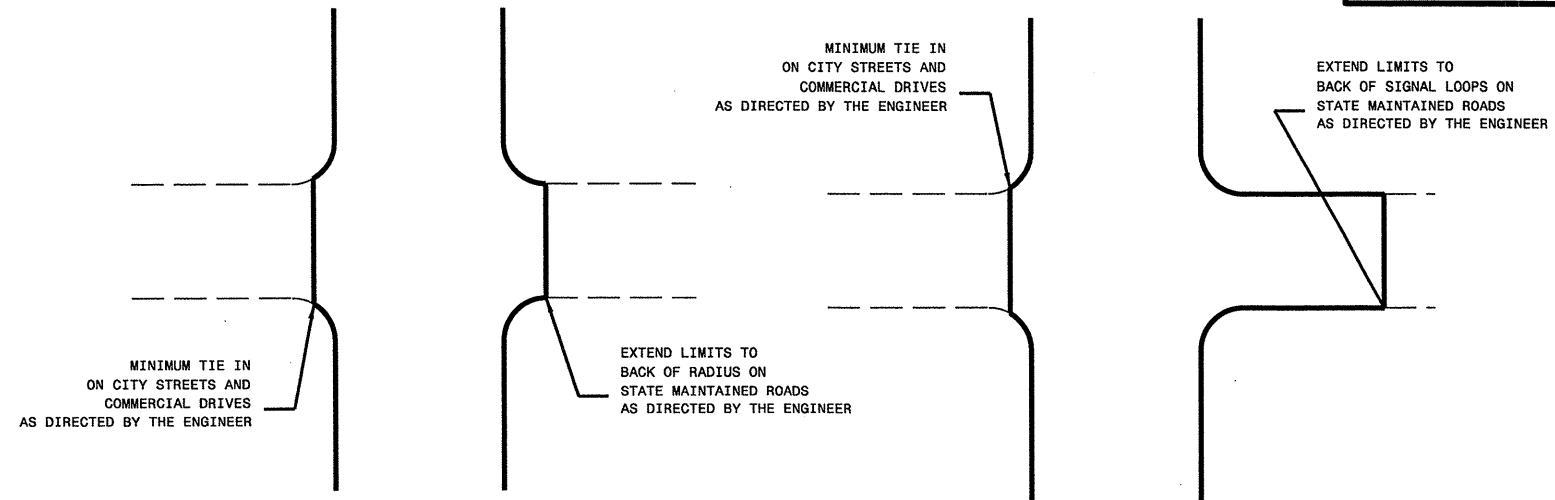 MINIMUM TIE IN
ON CITY STREETS AND
COMMERCIAL DRIVES
AS DIRECTED BY THE ENGINEER
EXTEND LIMITS TO
BACK OF RADIUS ON
STATE MAINTAINED ROADS
AS DIRECTED BY THE ENGINEER
MINIMUM TIE IN
ON CITY STREETS AND
COMMERCIAL DRIVES
AS DIRECTED BY THE ENGINEER
EXTEND LIMITS TO
BACK OF SIGNAL LOOPS ON
STATE MAINTAINED ROADS
AS DIRECTED BY THE ENGINEER